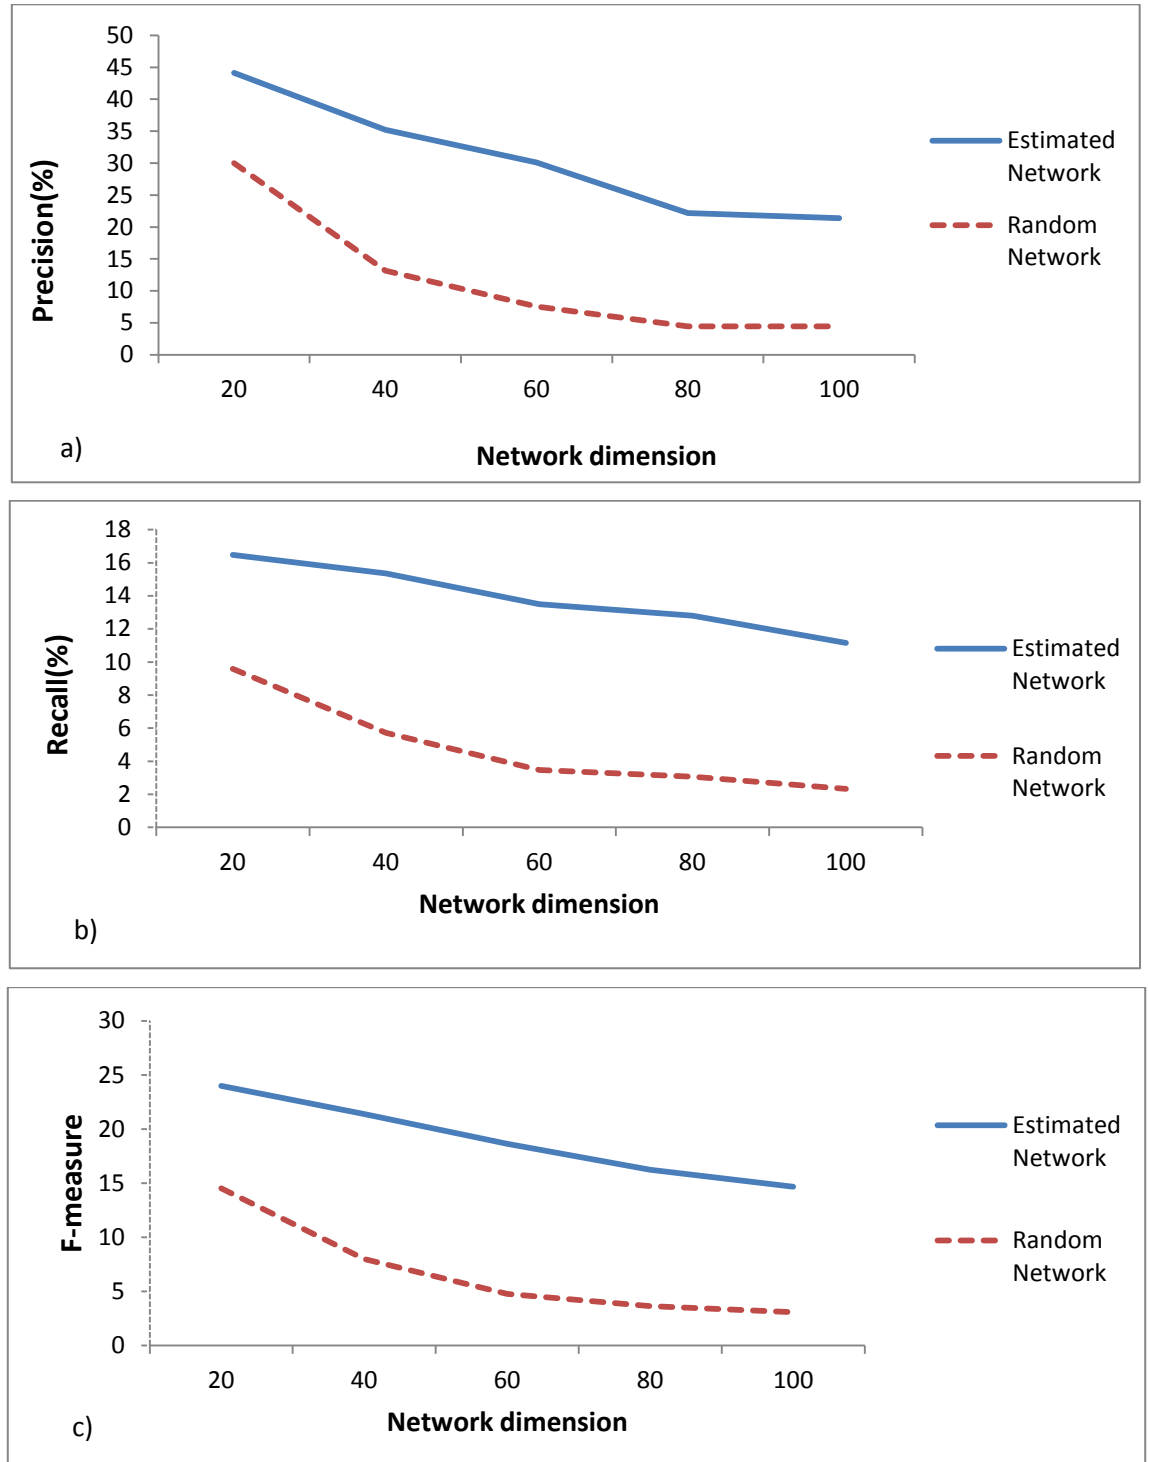 50
45
40
35
30
25
20
15
10
5
0
Precision(%)
20 40 60 80 100
Network dimension
Estimated
Network
Random
Network
a)
18
16
14
12
10
8
6
4
2
0
Recall(%)
20 40 60 80 100
Network dimension
Estimated
Network
Random
Network
b)
30
25
20
15
10
5
0
F-measure
20 40 60 80 100
Network dimension
Estimated
Network
Random
Network
c)